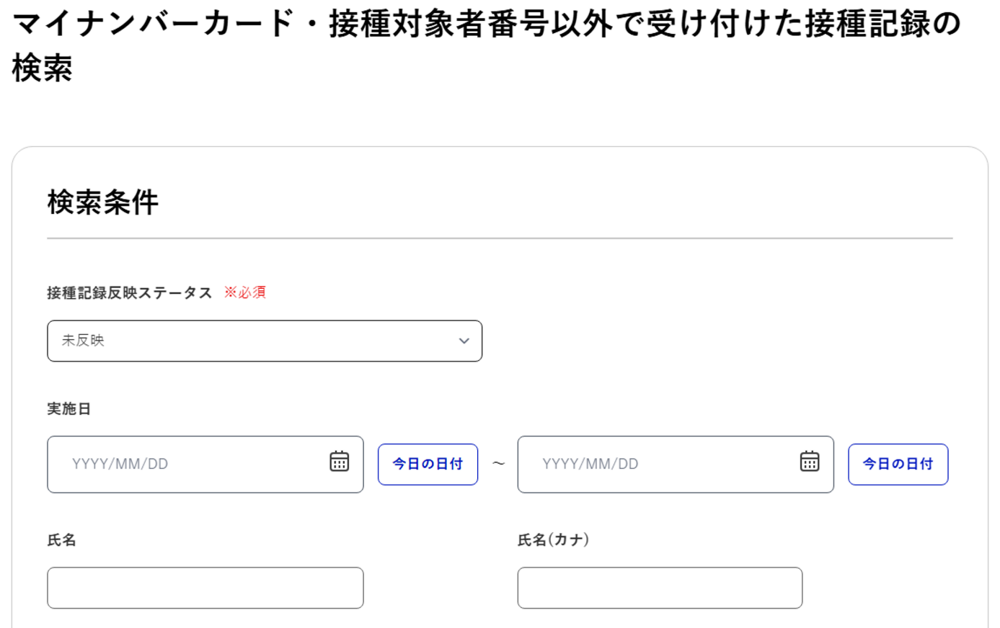 マイナンバーカード・接種対象者番号以外で受け付けた接種記録の
検索
検索条件
接種記録反映ステータス ※必須
未反映
実施日
YYYY/MM/DD 今日の日付 ～ YYYY/MM/DD 今日の日付
氏名 氏名(カナ)